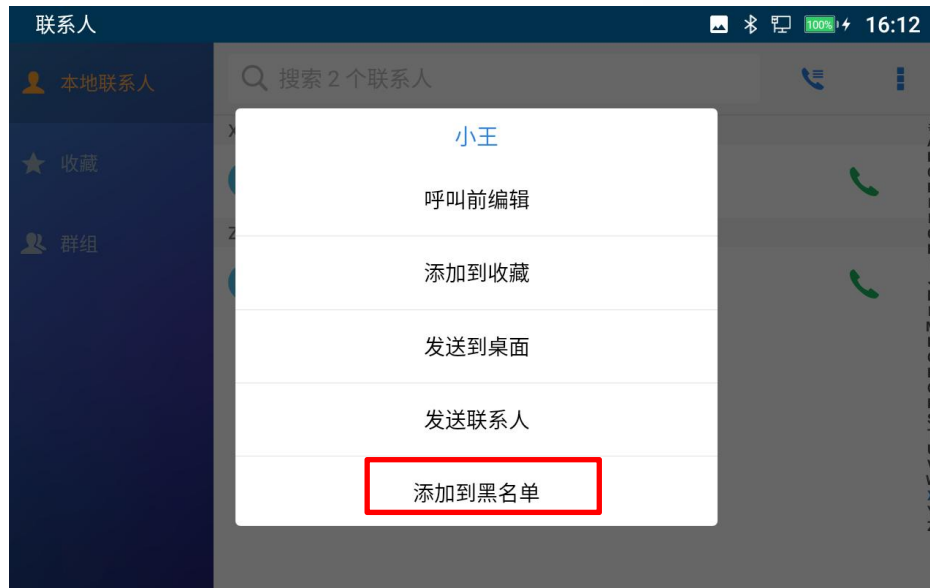 联系人
100%
16:12
本地联系人
搜索 2 个联系人
收藏
群组
Z
小王
呼叫前编辑
添加到收藏
发送到桌面
发送联系人
添加到黑名单